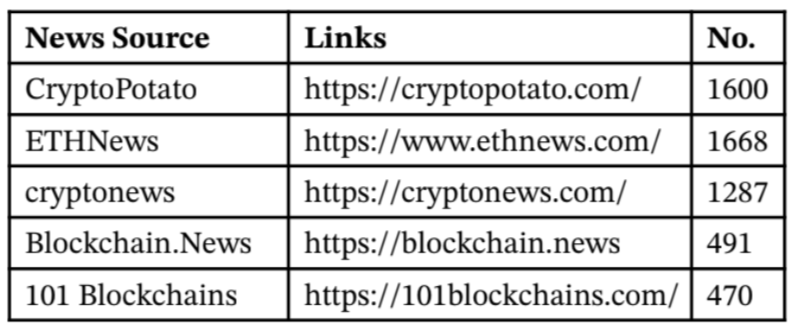 News Source Links No.
CryptoPotato https://cryptopotato.com/ 1600
ETHNews https://www.ethnews.com/ 1668
cryptonews https://cryptonews.com/ 1287
Blockchain.News https://blockchain.news 491
101 Blockchains https://101blockchains.com/ 470